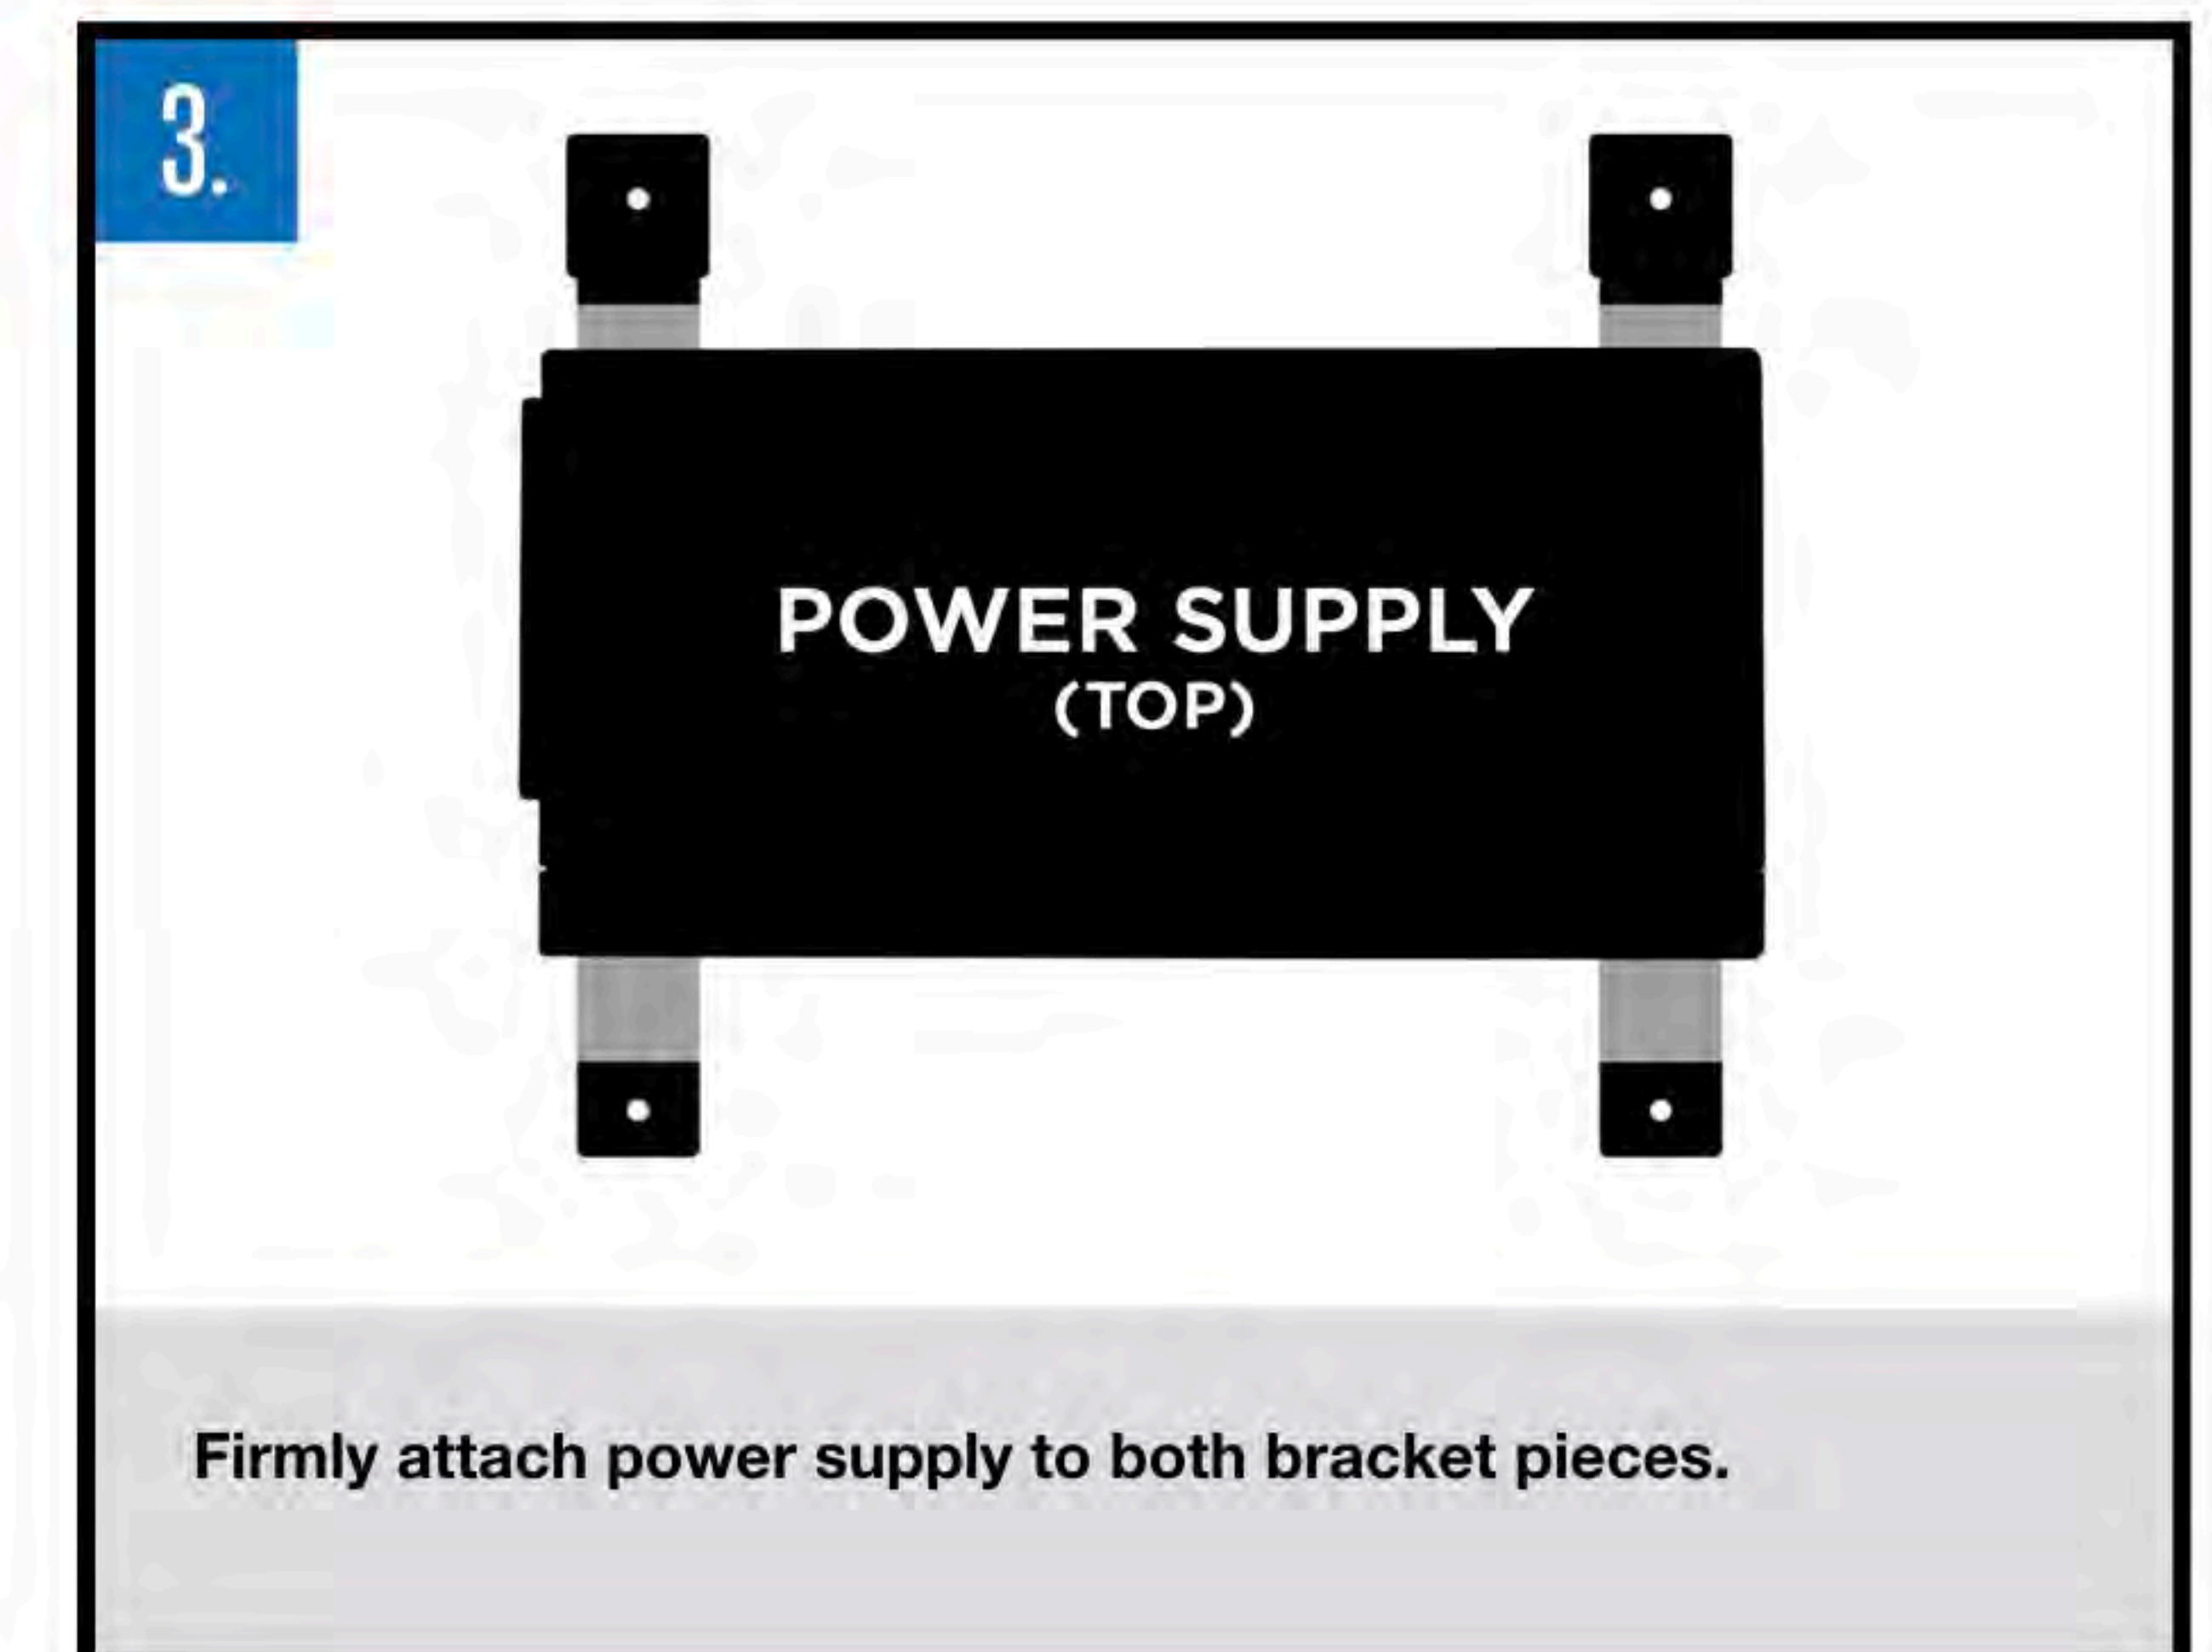 3.
POWER SUPPLY
(TOP)
Firmly attach power supply to both bracket pieces.